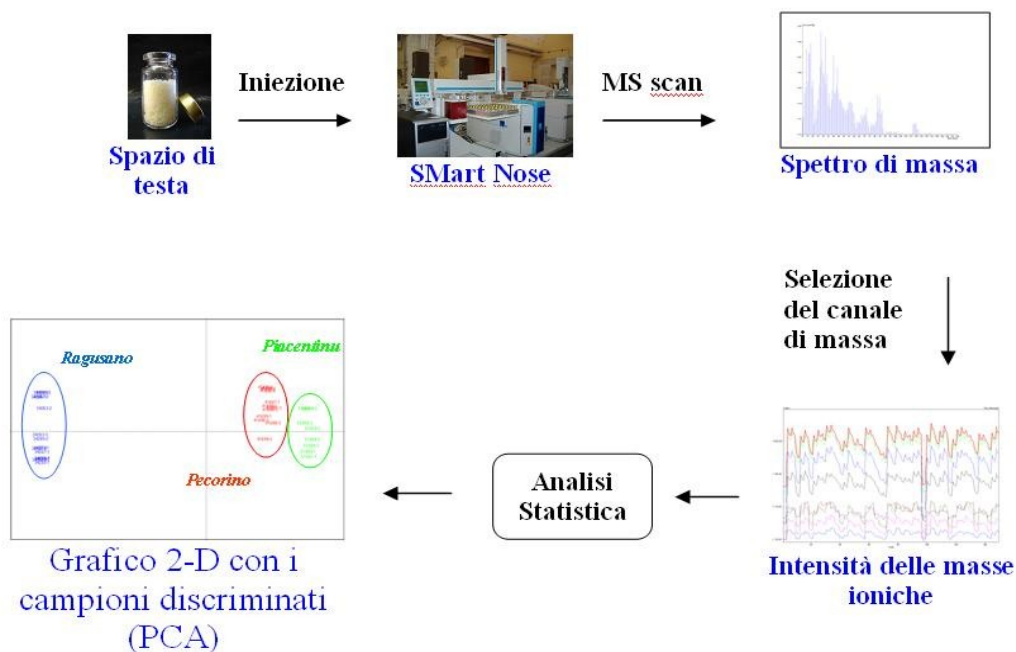 Iniezione
MS scan
Spazio di
testa
SMart Nose
Spettro di massa
Selezione
del canale
di massa
Intensità delle masse
ioniche
Analisi
Statistica
Ragusano
Piacentinu
Pecorino
Grafico 2-D con i
campioni discriminati
(PCA)